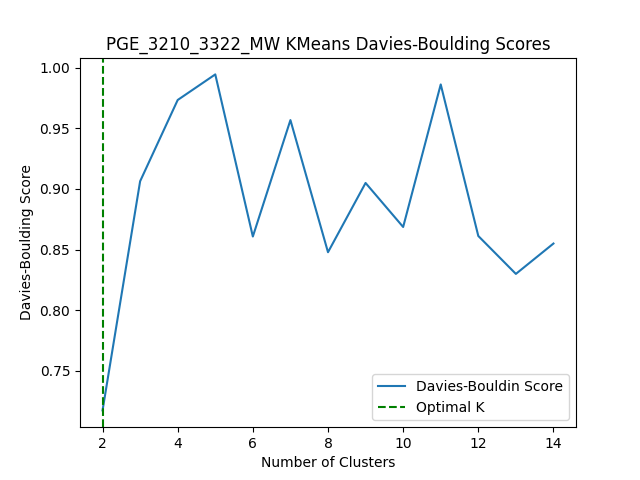 PGE_3210_3322_MW KMeans Davies-Boulding Scores
1.00
0.95
0.90
0.85
0.80
0.75
Davies-Boulding Score
Davies-Bouldin Score
Optimal K
2 4 6 8 10 12 14
Number of Clusters